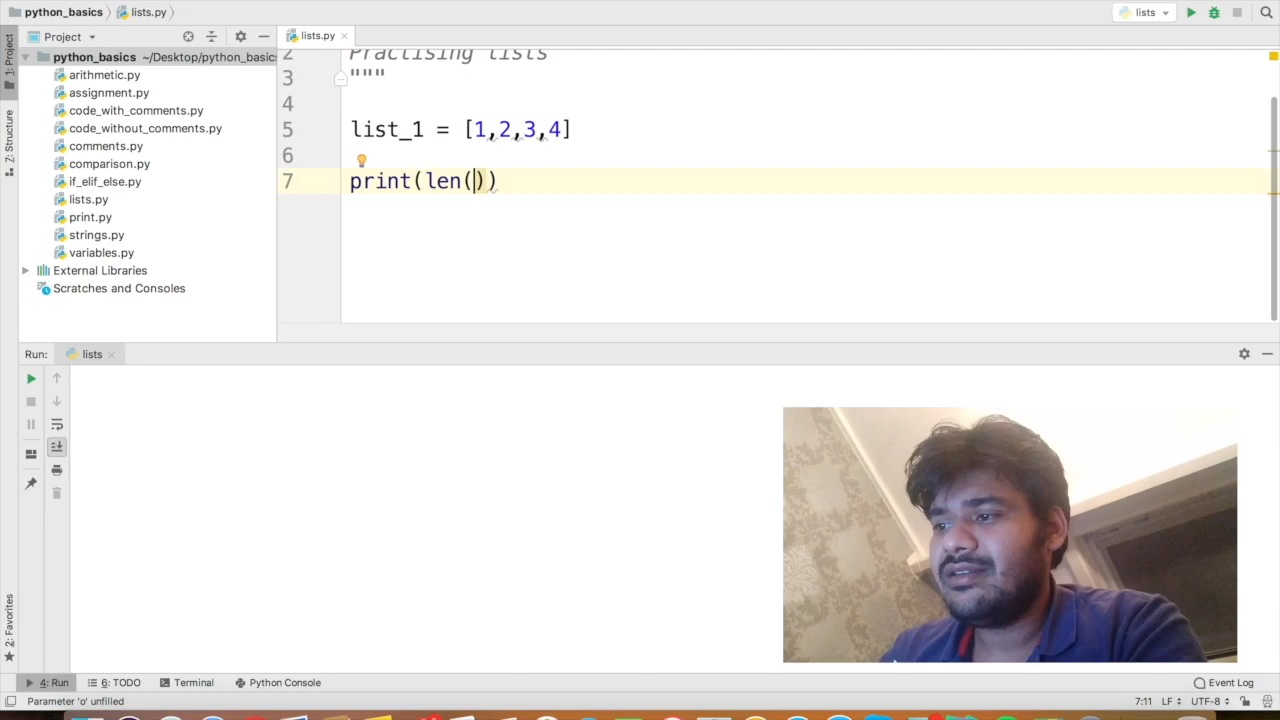 python_basics
lists.py
lists
Project
lists.py
1: Project
python_basics ~/Desktop/python_basics
arithmetic.py
assignment.py
code_with_comments.py
code_without_comments.py
comments.py
comparison.py
if_elif_else.py
lists.py
print.py
strings.py
variables.py
External Libraries
Scratches and Consoles
Z: Structure
2 Practising lists
3 """
4
5 list_1 = [1,2,3,4]
6
7 print(len())
Run: lists
2: Favorites
4: Run
6: TODO
Terminal
Python Console
Event Log
Parameter 'o' unfilled
7:11 LF UTF-8